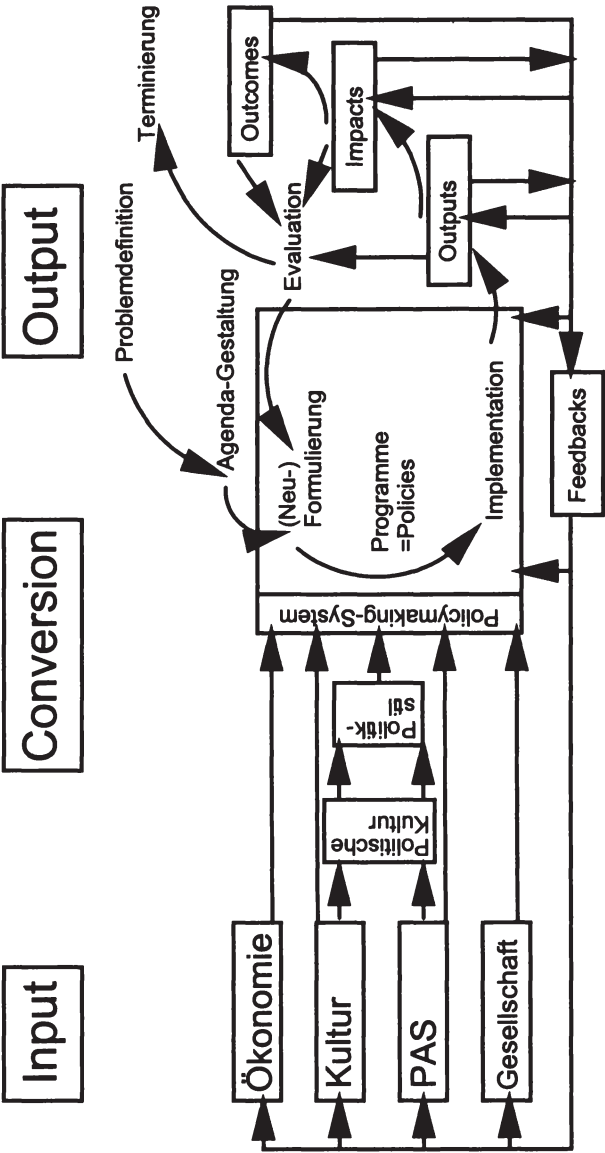 Input
Conversion
Output
Ökonomie
Kultur
PAS
Gesellschaft
Politische
Kultur
Politik-
stil
Policymaking-System
Problemdefinition
Agenda-Gestaltung
(Neu-)
Formulierung
Programme
=Policies
Implementation
Terminierung
Evaluation
Outcomes
Impacts
Outputs
Feedbacks